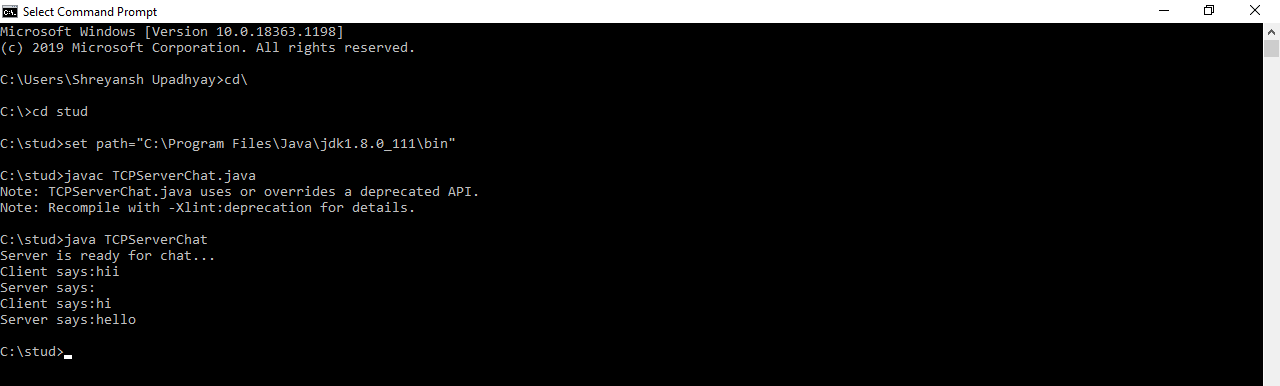 Select Command Prompt
Microsoft Windows [Version 10.0.18363.1198]
(c) 2019 Microsoft Corporation. All rights reserved.
C:\Users\Shreyansh Upadhyay>cd\
C:\>cd stud
C:\stud>set path="C:\Program Files\Java\jdk1.8.0_111\bin"
C:\stud>javac TCPServerChat.java
Note: TCPServerChat.java uses or overrides a deprecated API.
Note: Recompile with -Xlint:deprecation for details.
C:\stud>java TCPServerChat
Server is ready for chat...
Client says:hii
Server says:
Client says:hi
Server says:hello
C:\stud>